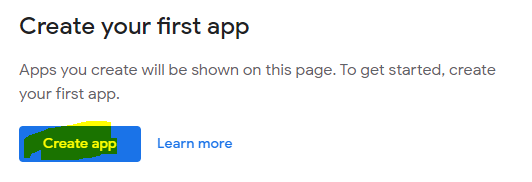 Create your first app
Apps you create will be shown on this page. To get started, create
your first app.
Create app
Learn more